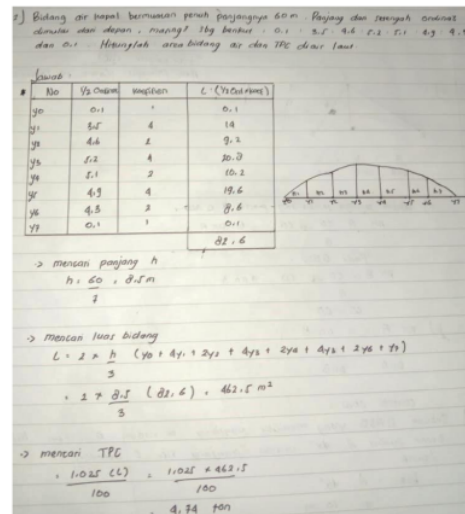 2) Bidang air kapal bermuatan penuh panjangnya 60 m. Panjang dan setengah ordinat
dimulai dari depan, masing² sbg berikut : 0.1 ; 3.5 ; 4.6 ; 5.2 ; 5.1 ; 4.9 ; 4.
dan 0.1. Hitunglah area bidang air dan TPC diair laut.
Jawab :
No ½ Ordinat L . (½ Ordinat)
y0 0.1 1 0.1
y1 3.5 4 14
y2 4.6 2 9.2
y3 5.2 4 20.8
y4 5.1 2 10.2
y5 4.9 4 19.6
y6 4.3 2 8.6
y7 0.1 1 0.1
82.6
y0 y1 y2 y3 y4 y5 y6 y7
-> mencari panjang h
h = 60 = 8.5 m
7
-> mencari luas bidang
L = 2 × h (y0 + 4y1 + 2y2 + 4y3 + 2y4 + 4y5 + 2y6 + y7)
3
= 2 × 8.5 (82.6) = 462.5 m²
3
-> mencari TPC
= 1.025 (L) = 1.025 × 462.5
100 100
= 4.74 ton